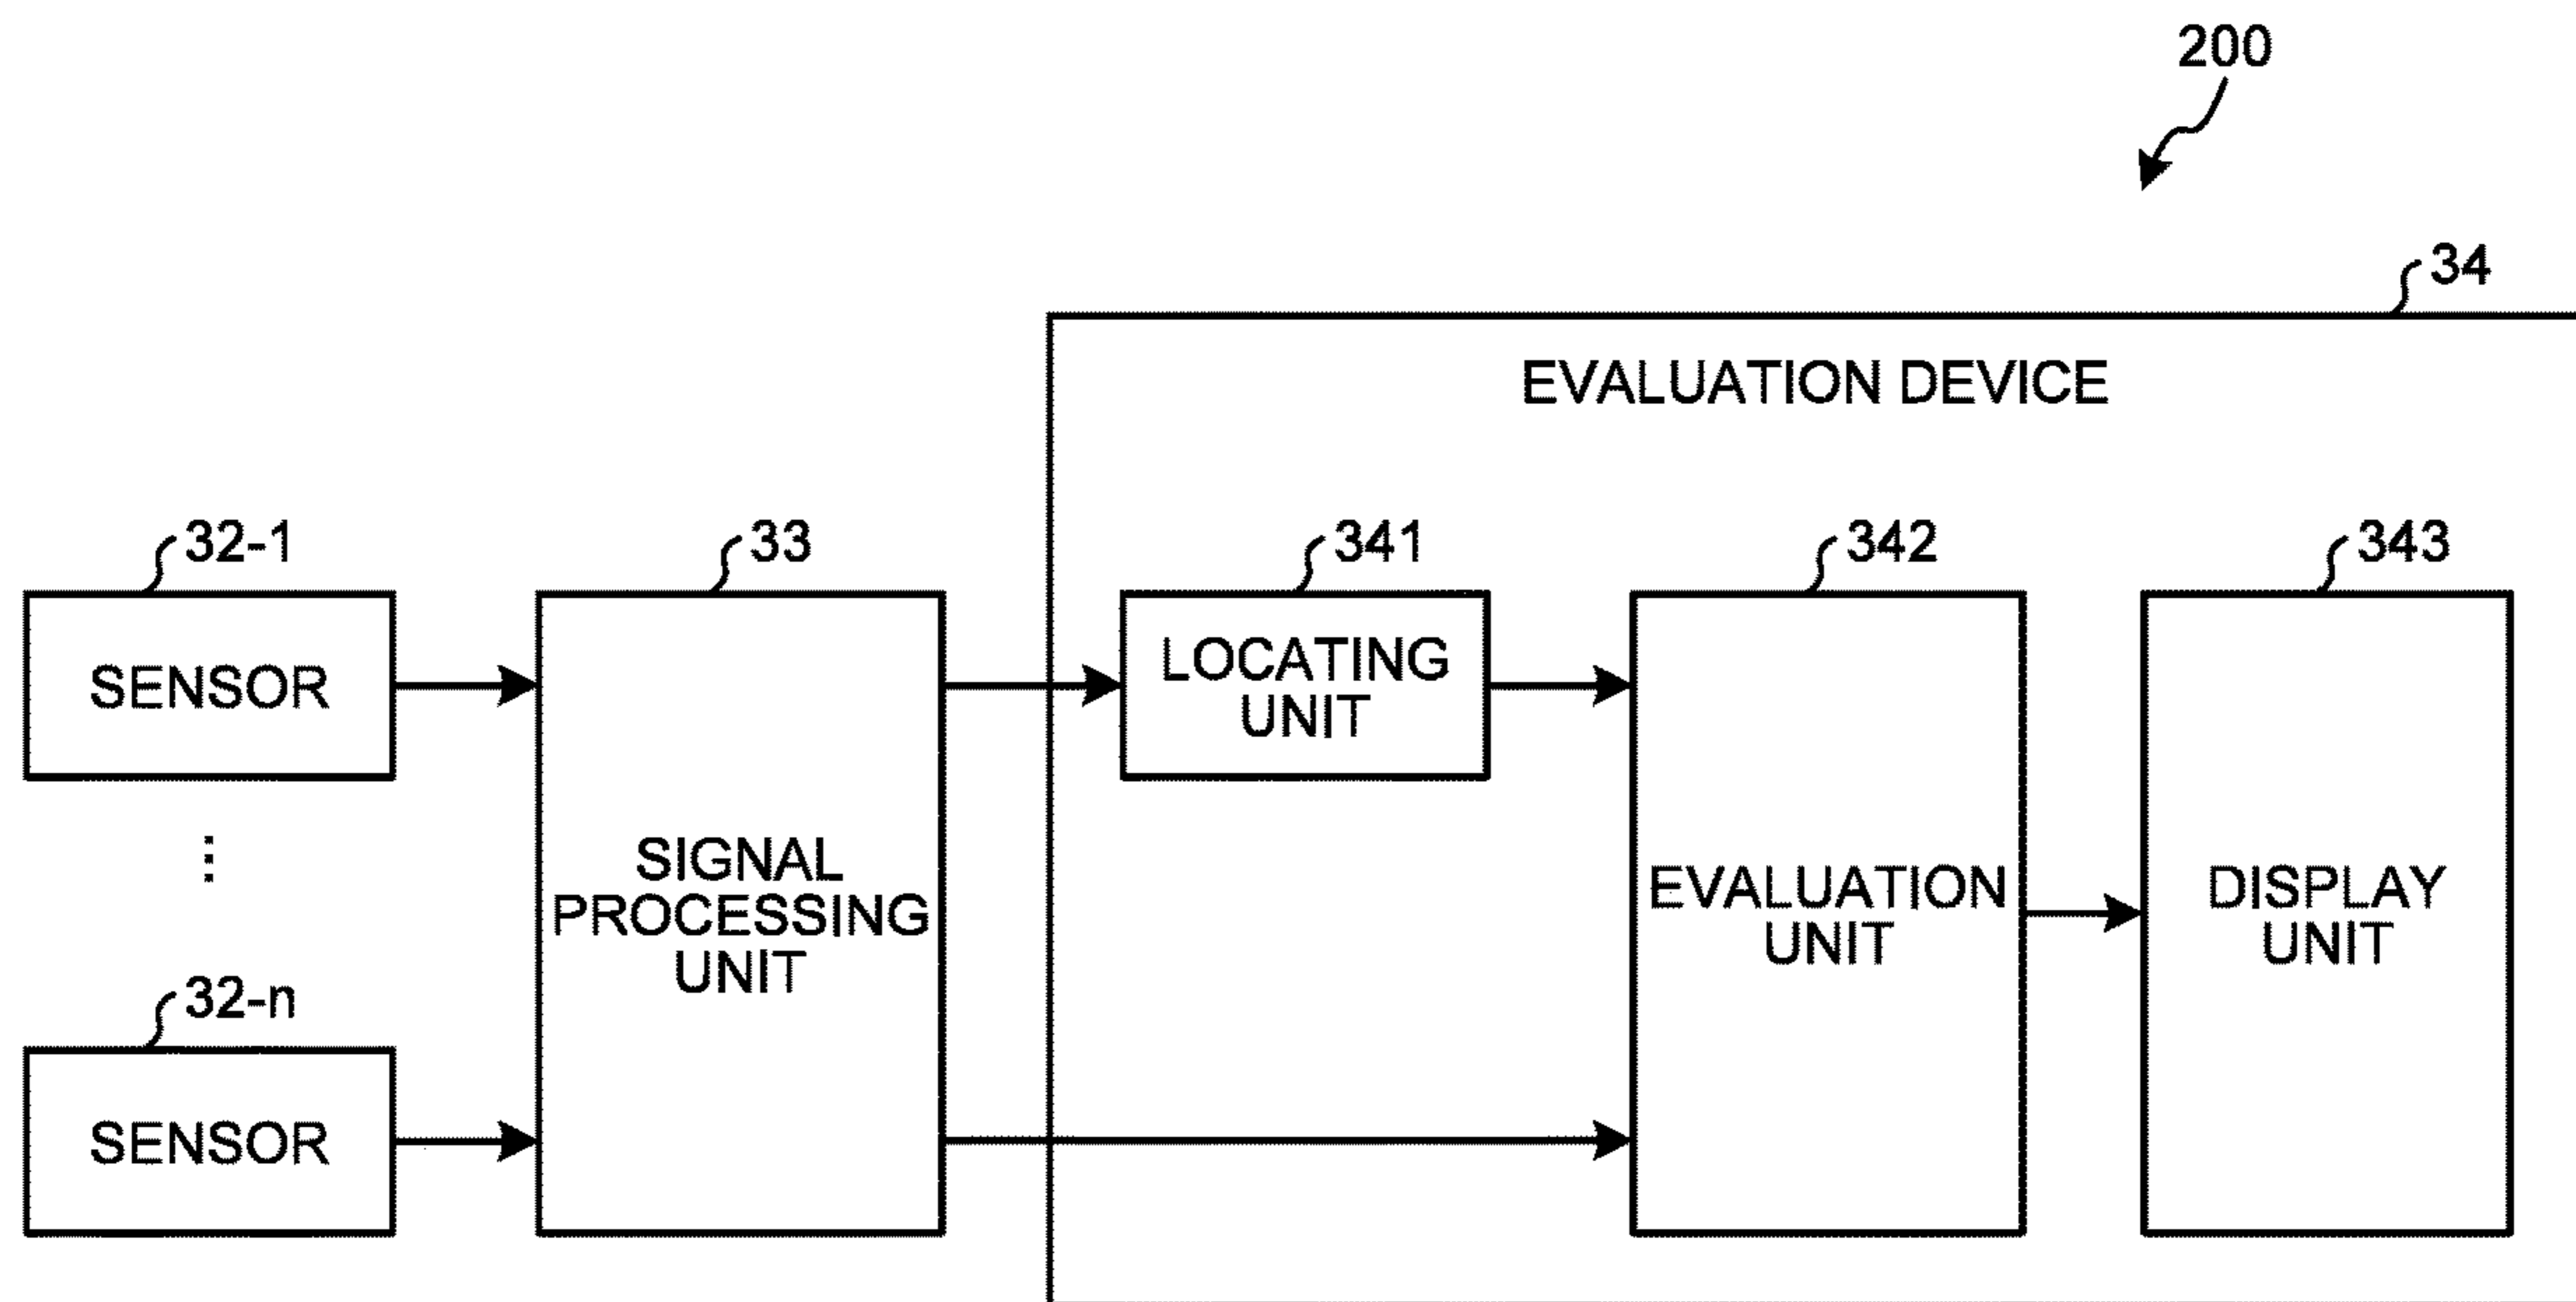 200
34
EVALUATION DEVICE
32-1
33
341
342
343
SENSOR
LOCATING
UNIT
SIGNAL
PROCESSING
UNIT
EVALUATION
UNIT
DISPLAY
UNIT
32-n
SENSOR